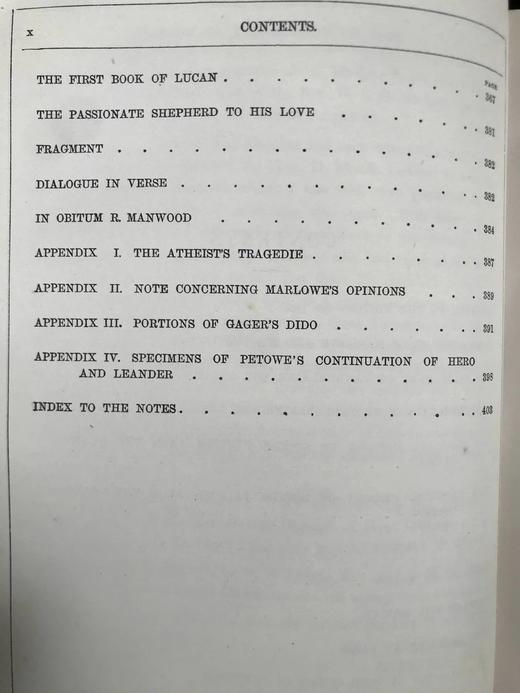 x
CONTENTS.
PAGE
THE FIRST BOOK OF LUCAN . . . . . . . . . . . 367
THE PASSIONATE SHEPHERD TO HIS LOVE . . . . . . . 381
FRAGMENT . . . . . . . . . . . . . . . 382
DIALOGUE IN VERSE . . . . . . . . . . . . . 382
IN OBITUM R. MANWOOD . . . . . . . . . . . 384
APPENDIX I. THE ATHEIST'S TRAGEDIE . . . . . . . . 387
APPENDIX II. NOTE CONCERNING MARLOWE'S OPINIONS . . . 389
APPENDIX III. PORTIONS OF GAGER'S DIDO . . . . . . . 391
APPENDIX IV. SPECIMENS OF PETOWE'S CONTINUATION OF HERO
AND LEANDER . . . . . . . . . . . . . 398
INDEX TO THE NOTES . . . . . . . . . . . . . 403